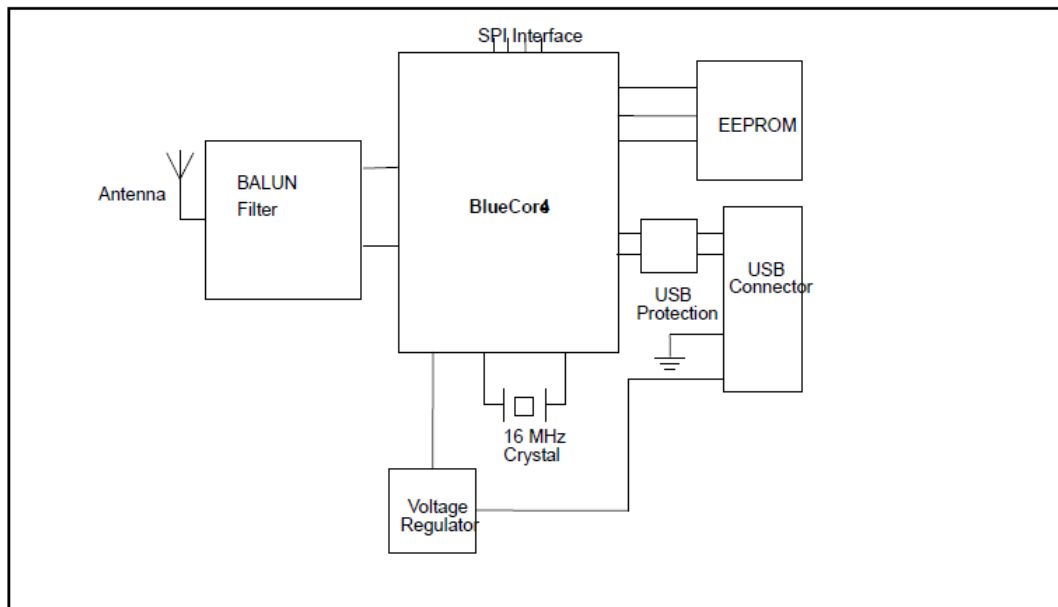 SPI Interface
EEPROM
Antenna
BALUN
Filter
BlueCore4
USB
Connector
USB
Protection
16 MHz
Crystal
Voltage
Regulator